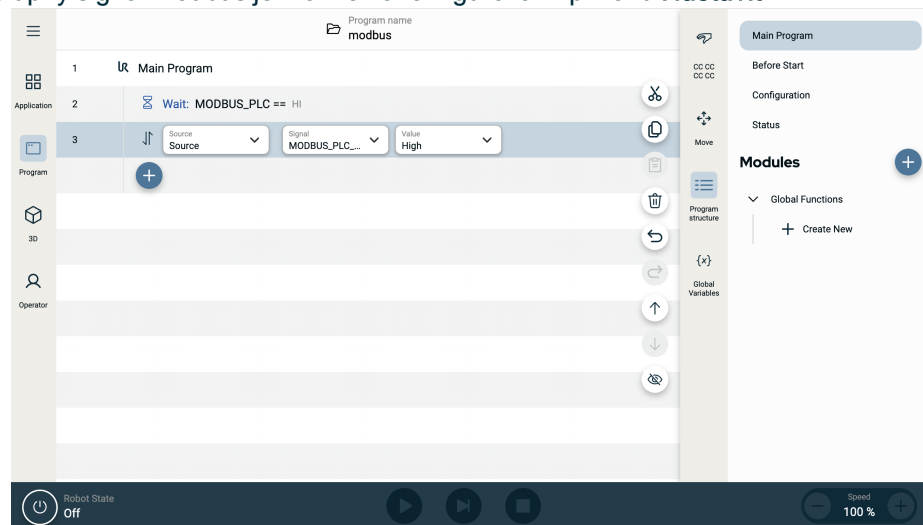 Program name
modbus
1 UR Main Program
2 Wait: MODBUS_PLC == HI
3
Source
Source
Signal
MODBUS_PLC_...
Value
High
Application
Program
3D
Operator
CC CC
CC CC
Move
Program
structure
{x}
Global
Variables
Main Program
Before Start
Configuration
Status
Modules
Global Functions
Create New
Robot State
Off
Speed
100 %